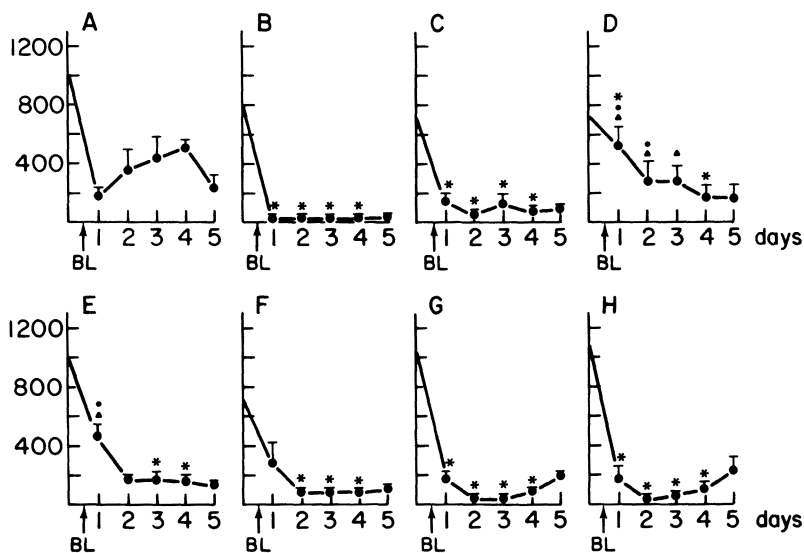 A B C D
1200
800
400
* * * * * * * * * *
1 2 3 4 5 1 2 3 4 5 1 2 3 4 5 1 2 3 4 5 days
BL BL BL BL
E F G H
1200
800
400
* * * * * * * * * * * * *
1 2 3 4 5 1 2 3 4 5 1 2 3 4 5 1 2 3 4 5 days
BL BL BL BL